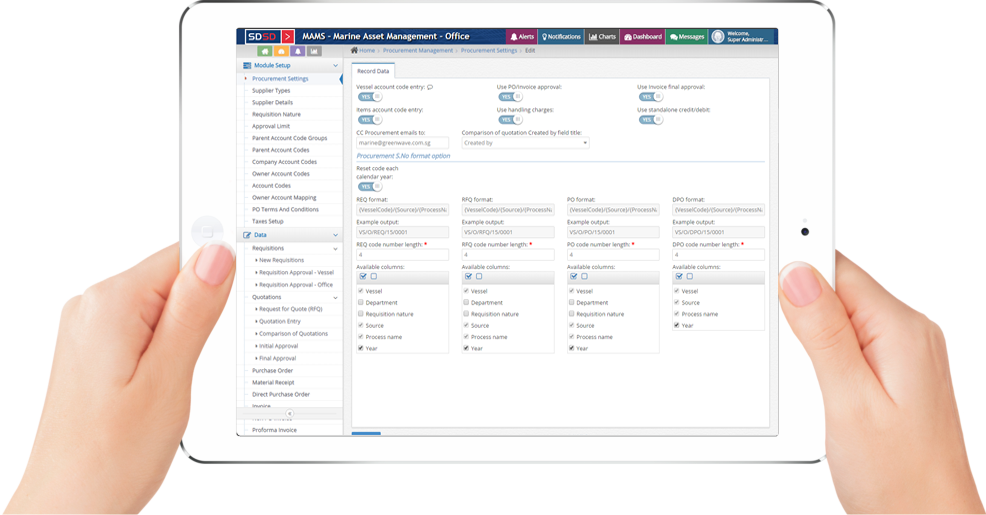 SDSD MAMS - Marine Asset Management - Office Alerts Notifications Charts Dashboard Messages Welcome, Super Administr...
Home Procurement Management Procurement Settings Edit
Module Setup
Procurement Settings
Supplier Types
Supplier Details
Requisition Nature
Approval Limit
Parent Account Code Groups
Parent Account Codes
Company Account Codes
Owner Account Codes
Account Codes
Owner Account Mapping
PO Terms And Conditions
Taxes Setup
Data
Requisitions
New Requisitions
Requisition Approval - Vessel
Requisition Approval - Office
Quotations
Request for Quote (RFQ)
Quotation Entry
Comparison of Quotations
Initial Approval
Final Approval
Purchase Order
Material Receipt
Direct Purchase Order
Invoice
Proforma Invoice
Record Data
Vessel account code entry: Use PO/Invoice approval: Use Invoice final approval:
YES YES YES
Items account code entry: Use handling charges: Use standalone credit/debit:
YES YES YES
CC Procurement emails to: Comparison of quotation Created by field title:
marine@greenwave.com.sg Created by
Procurement S.No format option
Reset code each
calendar year:
YES
REQ format: RFQ format: PO format: DPO format:
{VesselCode}/{Source}/{ProcessNa {VesselCode}/{Source}/{ProcessNa {VesselCode}/{Source}/{ProcessNa {VesselCode}/{Source}/{ProcessNa
Example output: Example output: Example output: Example output:
VS/O/REQ/15/0001 VS/O/RFQ/15/0001 VS/O/PO/15/0001 VS/O/DPO/15/0001
REQ code number length: * RFQ code number length: * PO code number length: * DPO code number length: *
4 4 4 4
Available columns: Available columns: Available columns: Available columns:
Vessel Vessel Vessel Vessel
Department Department Department Source
Requisition nature Requisition nature Requisition nature Process name
Source Source Source Year
Process name Process name Process name
Year Year Year